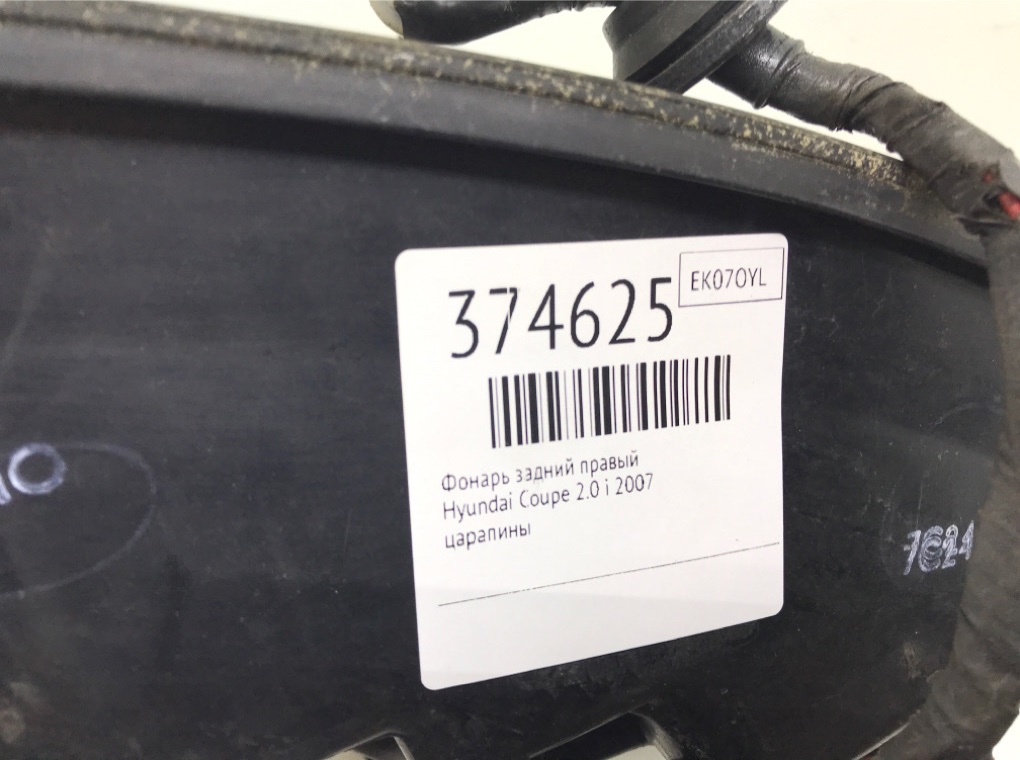 374625
EK07OYL
Фонарь задний правый
Hyundai Coupe 2.0 i 2007
царапины